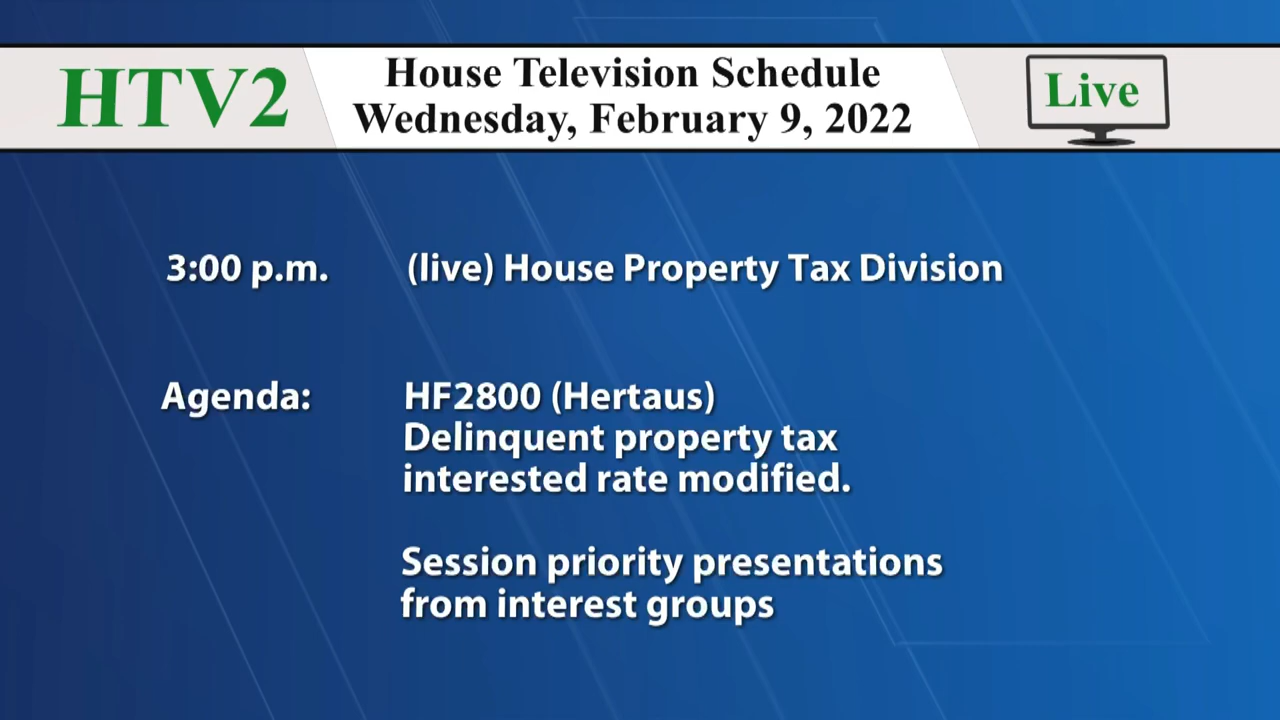 HTV2
House Television Schedule
Wednesday, February 9, 2022
Live
3:00 p.m. (live) House Property Tax Division
Agenda: HF2800 (Hertaus)
Delinquent property tax
interested rate modified.
Session priority presentations
from interest groups